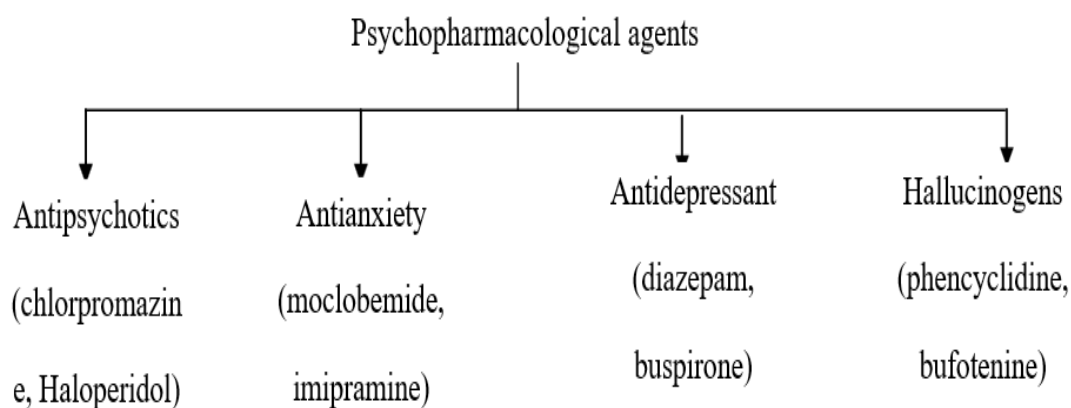 Psychopharmacological agents
Antipsychotics
(chlorpromazin
e, Haloperidol)
Antianxiety
(moclobemide,
imipramine)
Antidepressant
(diazepam,
buspirone)
Hallucinogens
(phencyclidine,
bufotenine)